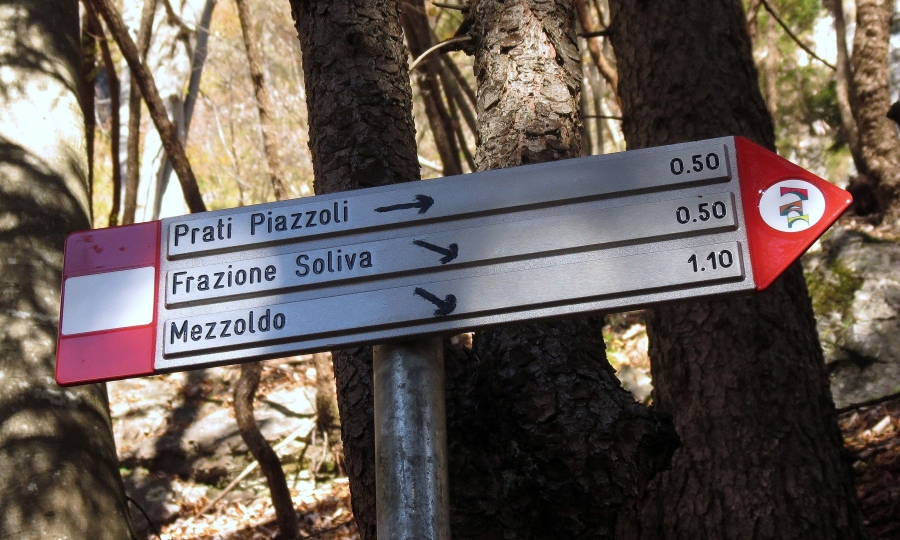 Prati Piazzoli → 0.50
Frazione Soliva ↘ 0.50
Mezzoldo ↘ 1.10